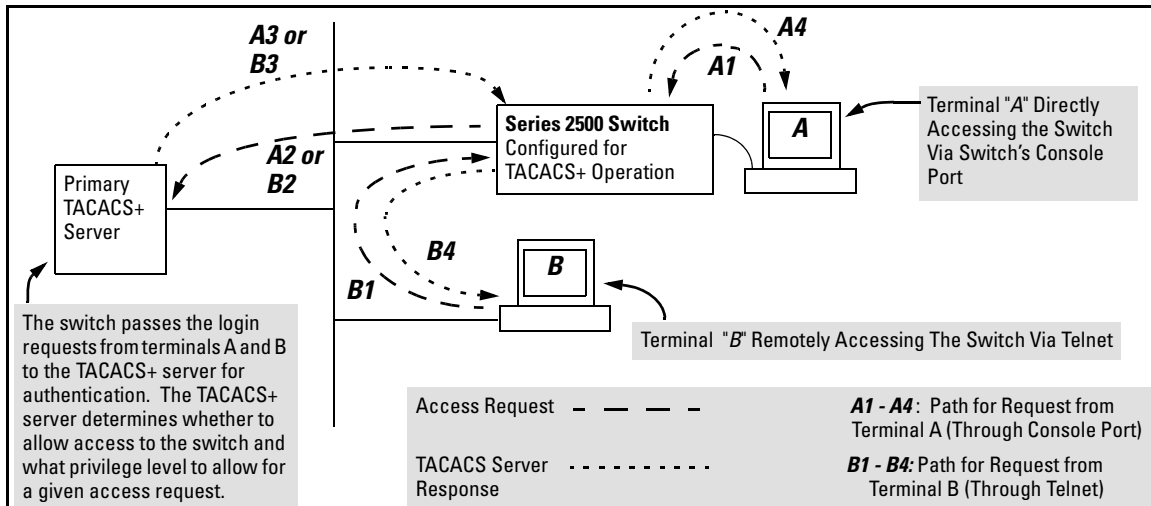 A3 or
B3
A4
A1
Series 2500 Switch
Configured for
TACACS+ Operation
A
Terminal "A" Directly
Accessing the Switch
Via Switch's Console
Port
A2 or
B2
Primary
TACACS+
Server
B4
B1
B
Terminal "B" Remotely Accessing The Switch Via Telnet
The switch passes the login
requests from terminals A and B
to the TACACS+ server for
authentication. The TACACS+
server determines whether to
allow access to the switch and
what privilege level to allow for
a given access request.
Access Request
A1 - A4 : Path for Request from
Terminal A (Through Console Port)
TACACS Server
Response
B1 - B4: Path for Request from
Terminal B (Through Telnet)